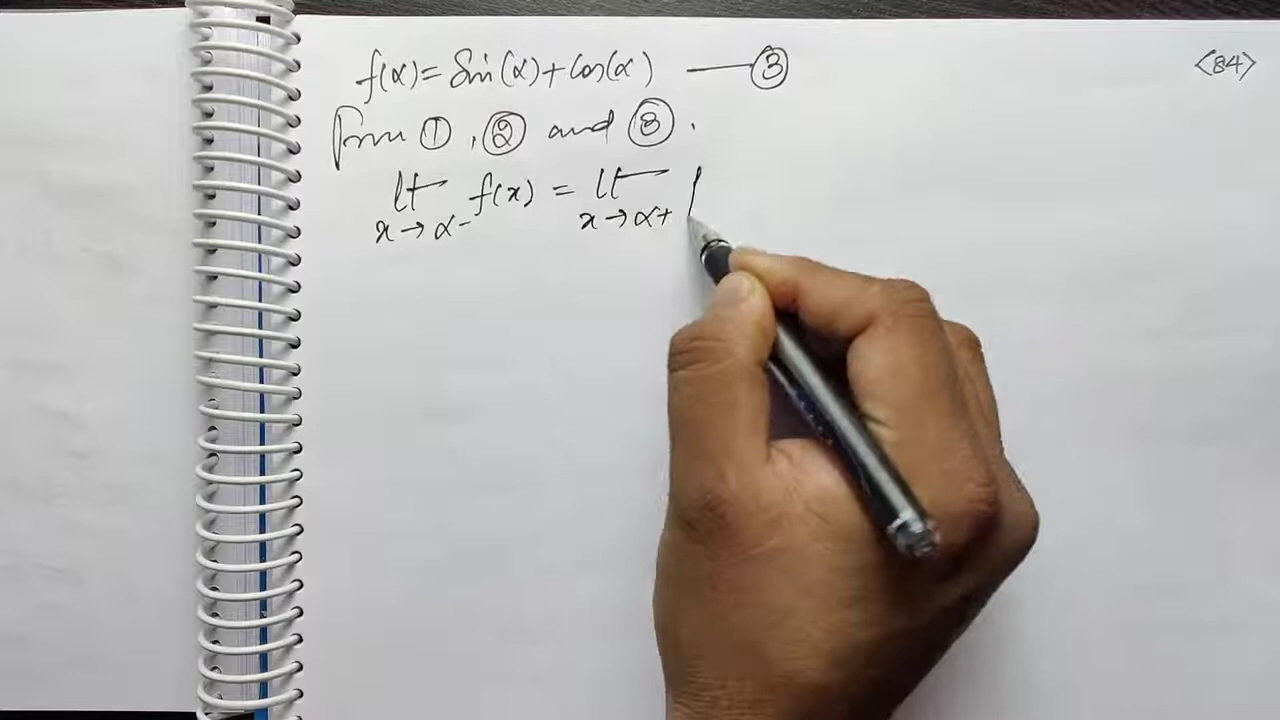 f(α) = Sin(α) + Cos(α) — ③
<84>
From ①, ② and ③.
lt f(x) = lt
x → α- x → α+